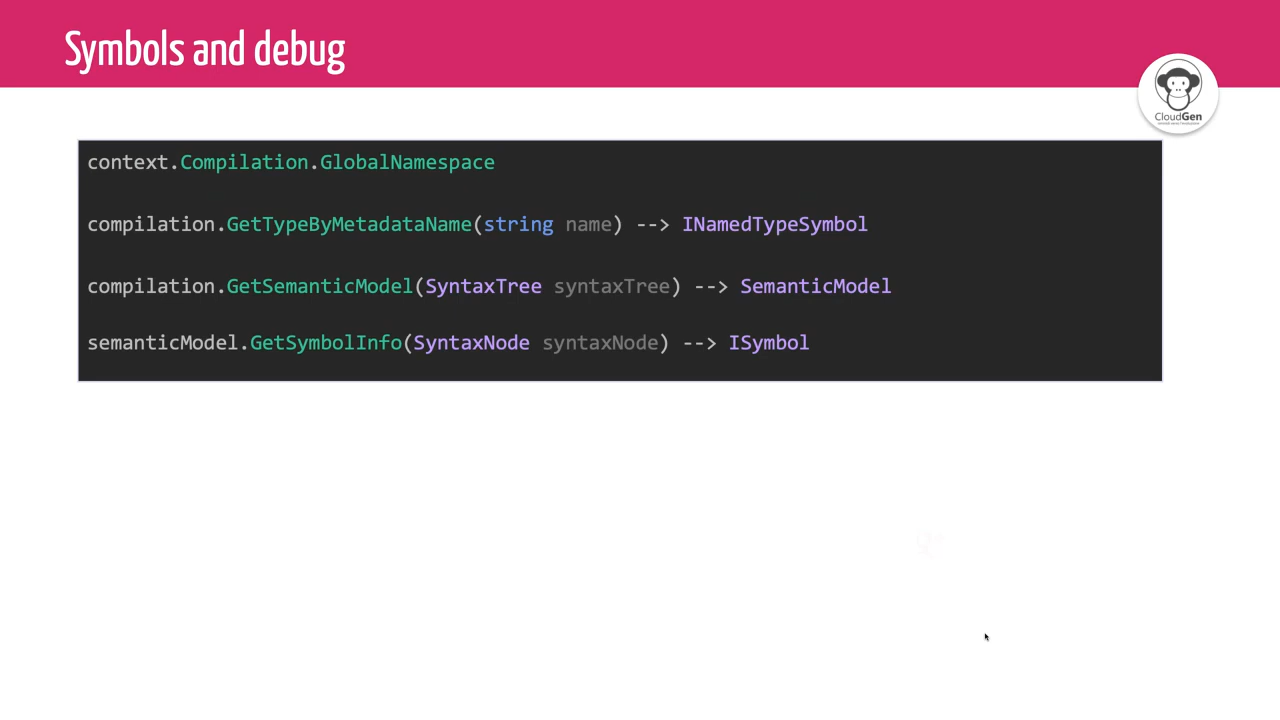 Symbols and debug
CloudGen
context.Compilation.GlobalNamespace
compilation.GetTypeByMetadataName(string name) --> INamedTypeSymbol
compilation.GetSemanticModel(SyntaxTree syntaxTree) --> SemanticModel
semanticModel.GetSymbolInfo(SyntaxNode syntaxNode) --> ISymbol